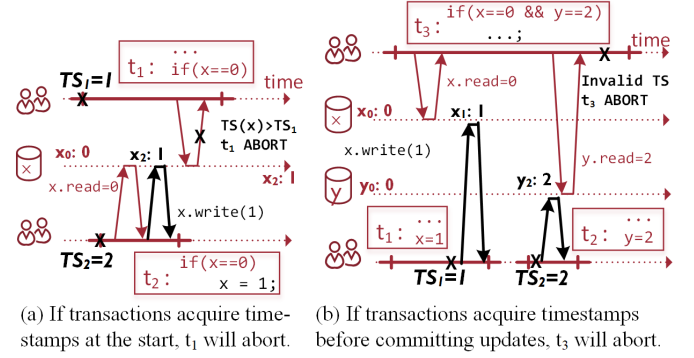 ...
t1: if(x==0)
TS1=1
time
TS(x)>TS1
t1 ABORT
x0: 0
x2: 1
x
x.read=0
x2: 1
x.write(1)
TS2=2
if(x==0)
t2: x = 1;
(a) If transactions acquire time-
stamps at the start, t1 will abort.
if(x==0 && y==2)
t3: ...;
time
x.read=0
Invalid TS
t3 ABORT
x0: 0
x1: 1
x
x.write(1)
y.read=2
y0: 0
y2: 2
y
...
t1: x=1
...
t2: y=2
TS1=1
TS2=2
(b) If transactions acquire timestamps
before committing updates, t3 will abort.